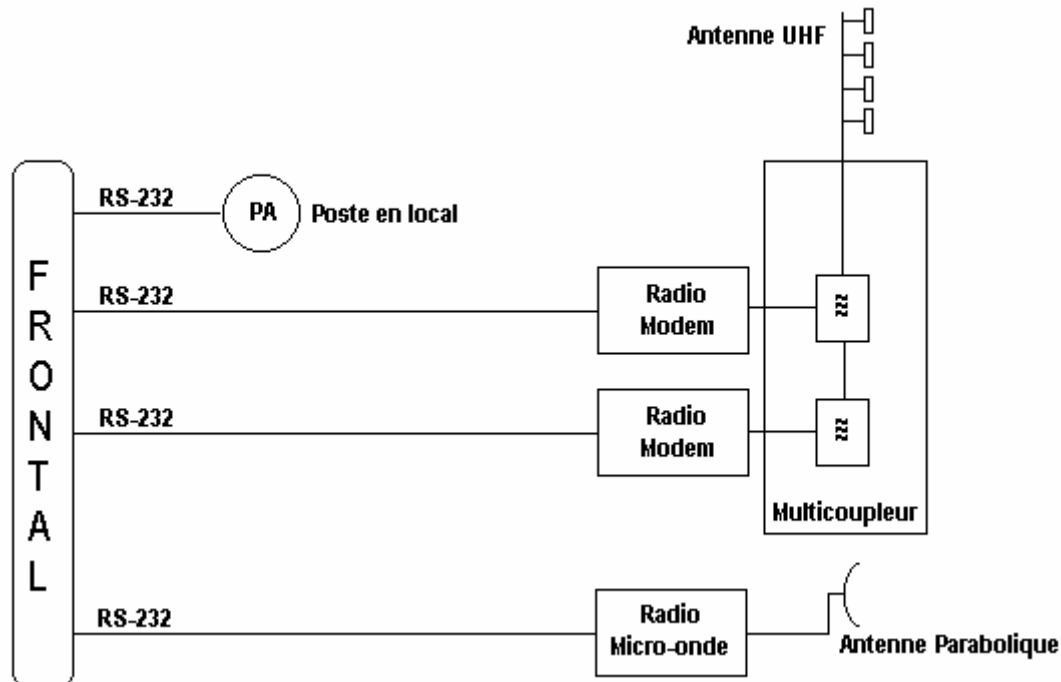 Antenne UHF
RS-232
PA
Poste en local
FRONTAL
RS-232
Radio
Modem
RS-232
Radio
Modem
Multicoupleur
RS-232
Radio
Micro-onde
Antenne Parabolique